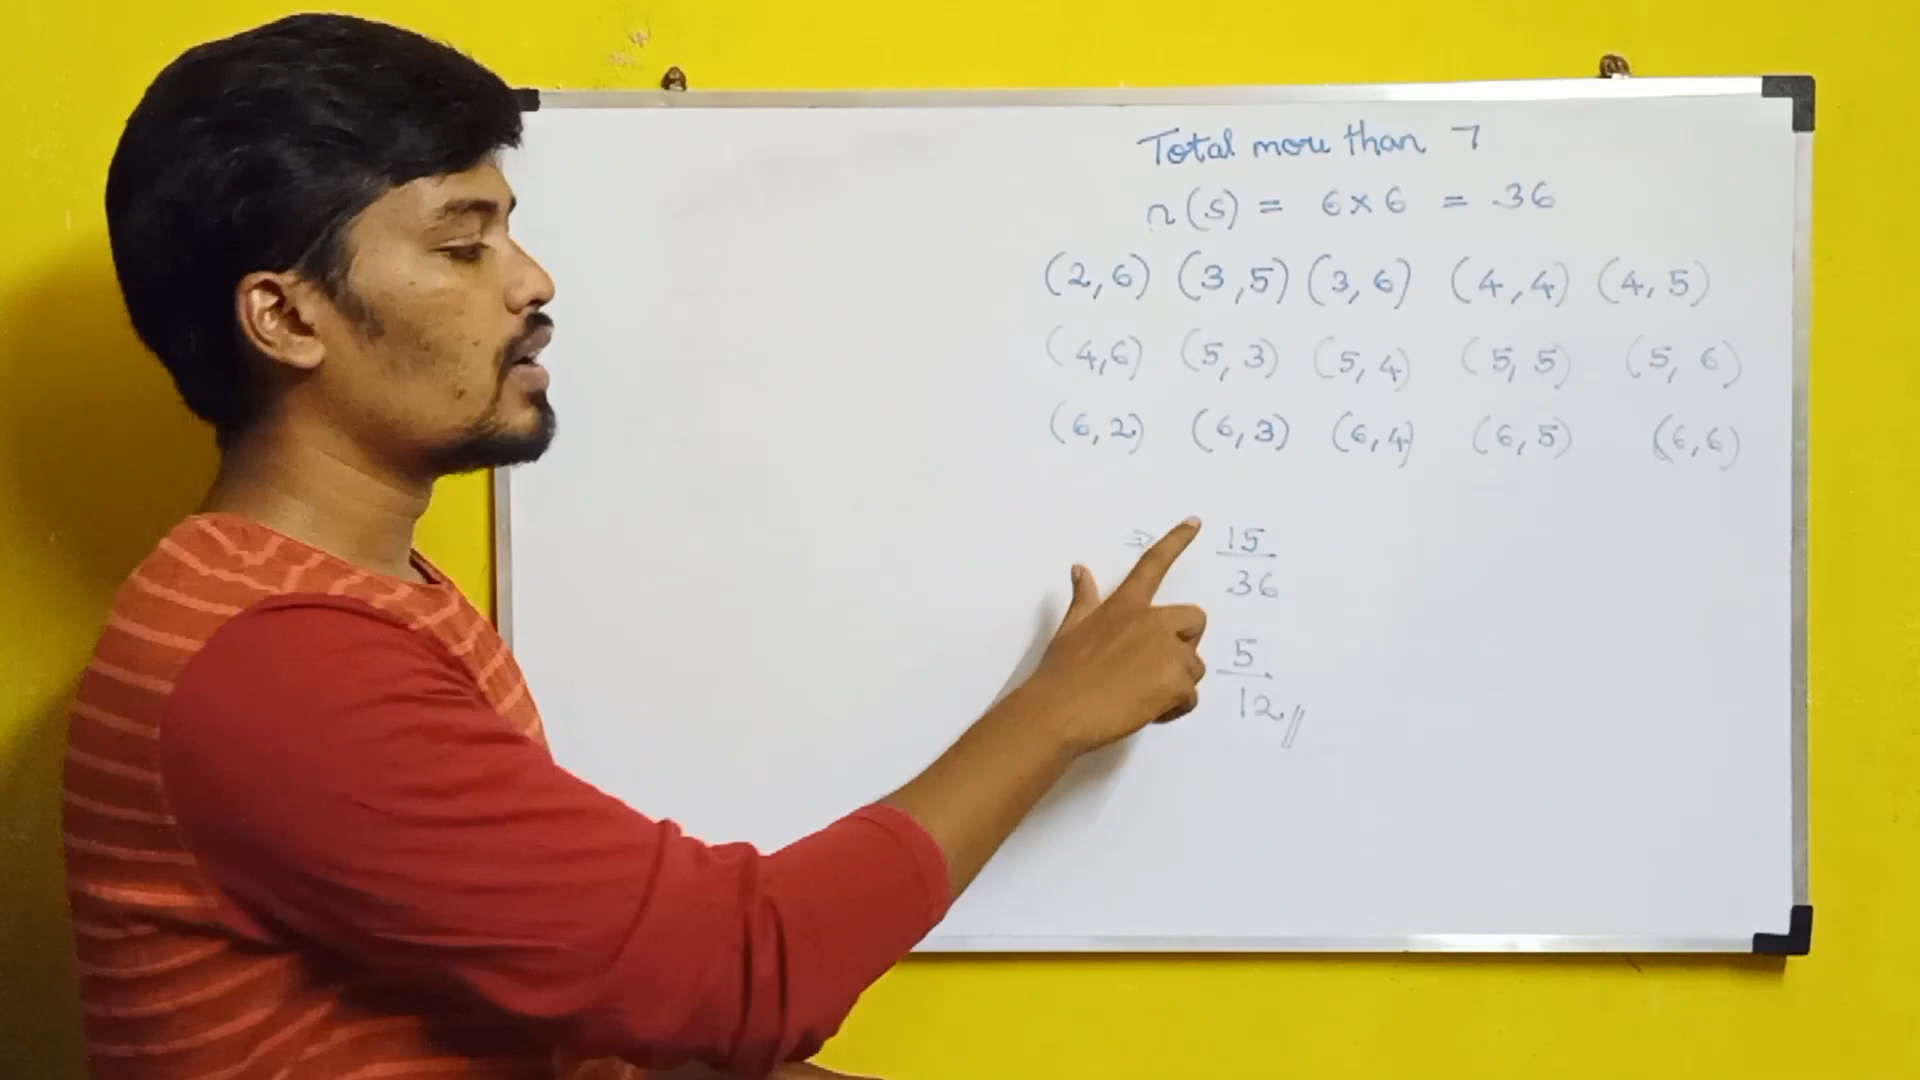 Total more than 7
n(s) = 6×6 = 36
(2,6) (3,5) (3,6) (4,4) (4,5)
(4,6) (5,3) (5,4) (5,5) (5,6)
(6,2) (6,3) (6,4) (6,5) (6,6)
⇒ 15
36
5
12//